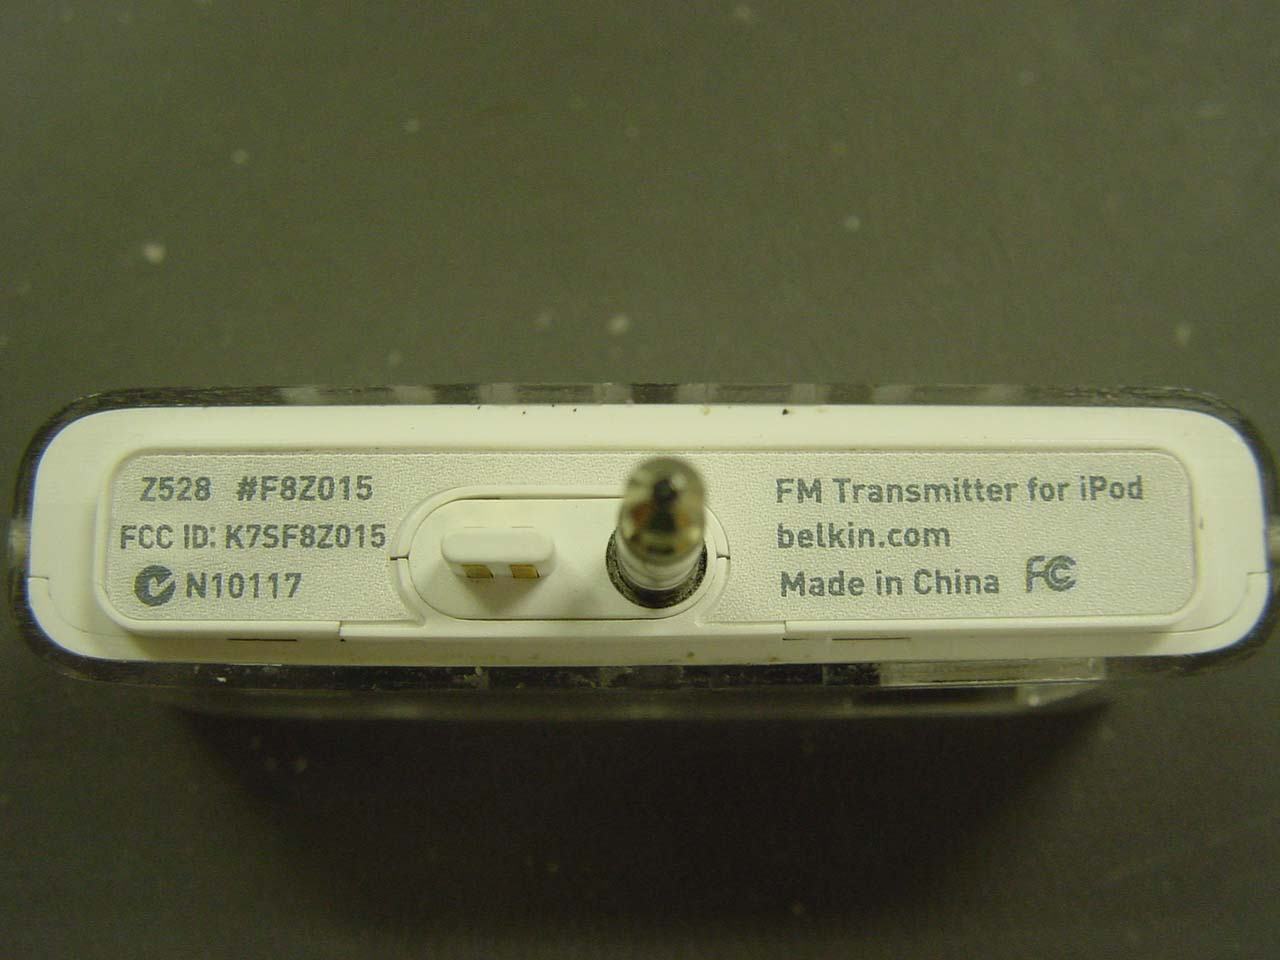 Z528 #F8Z015
FCC ID: K7SF8Z015
N10117
FM Transmitter for iPod
belkin.com
Made in China FC